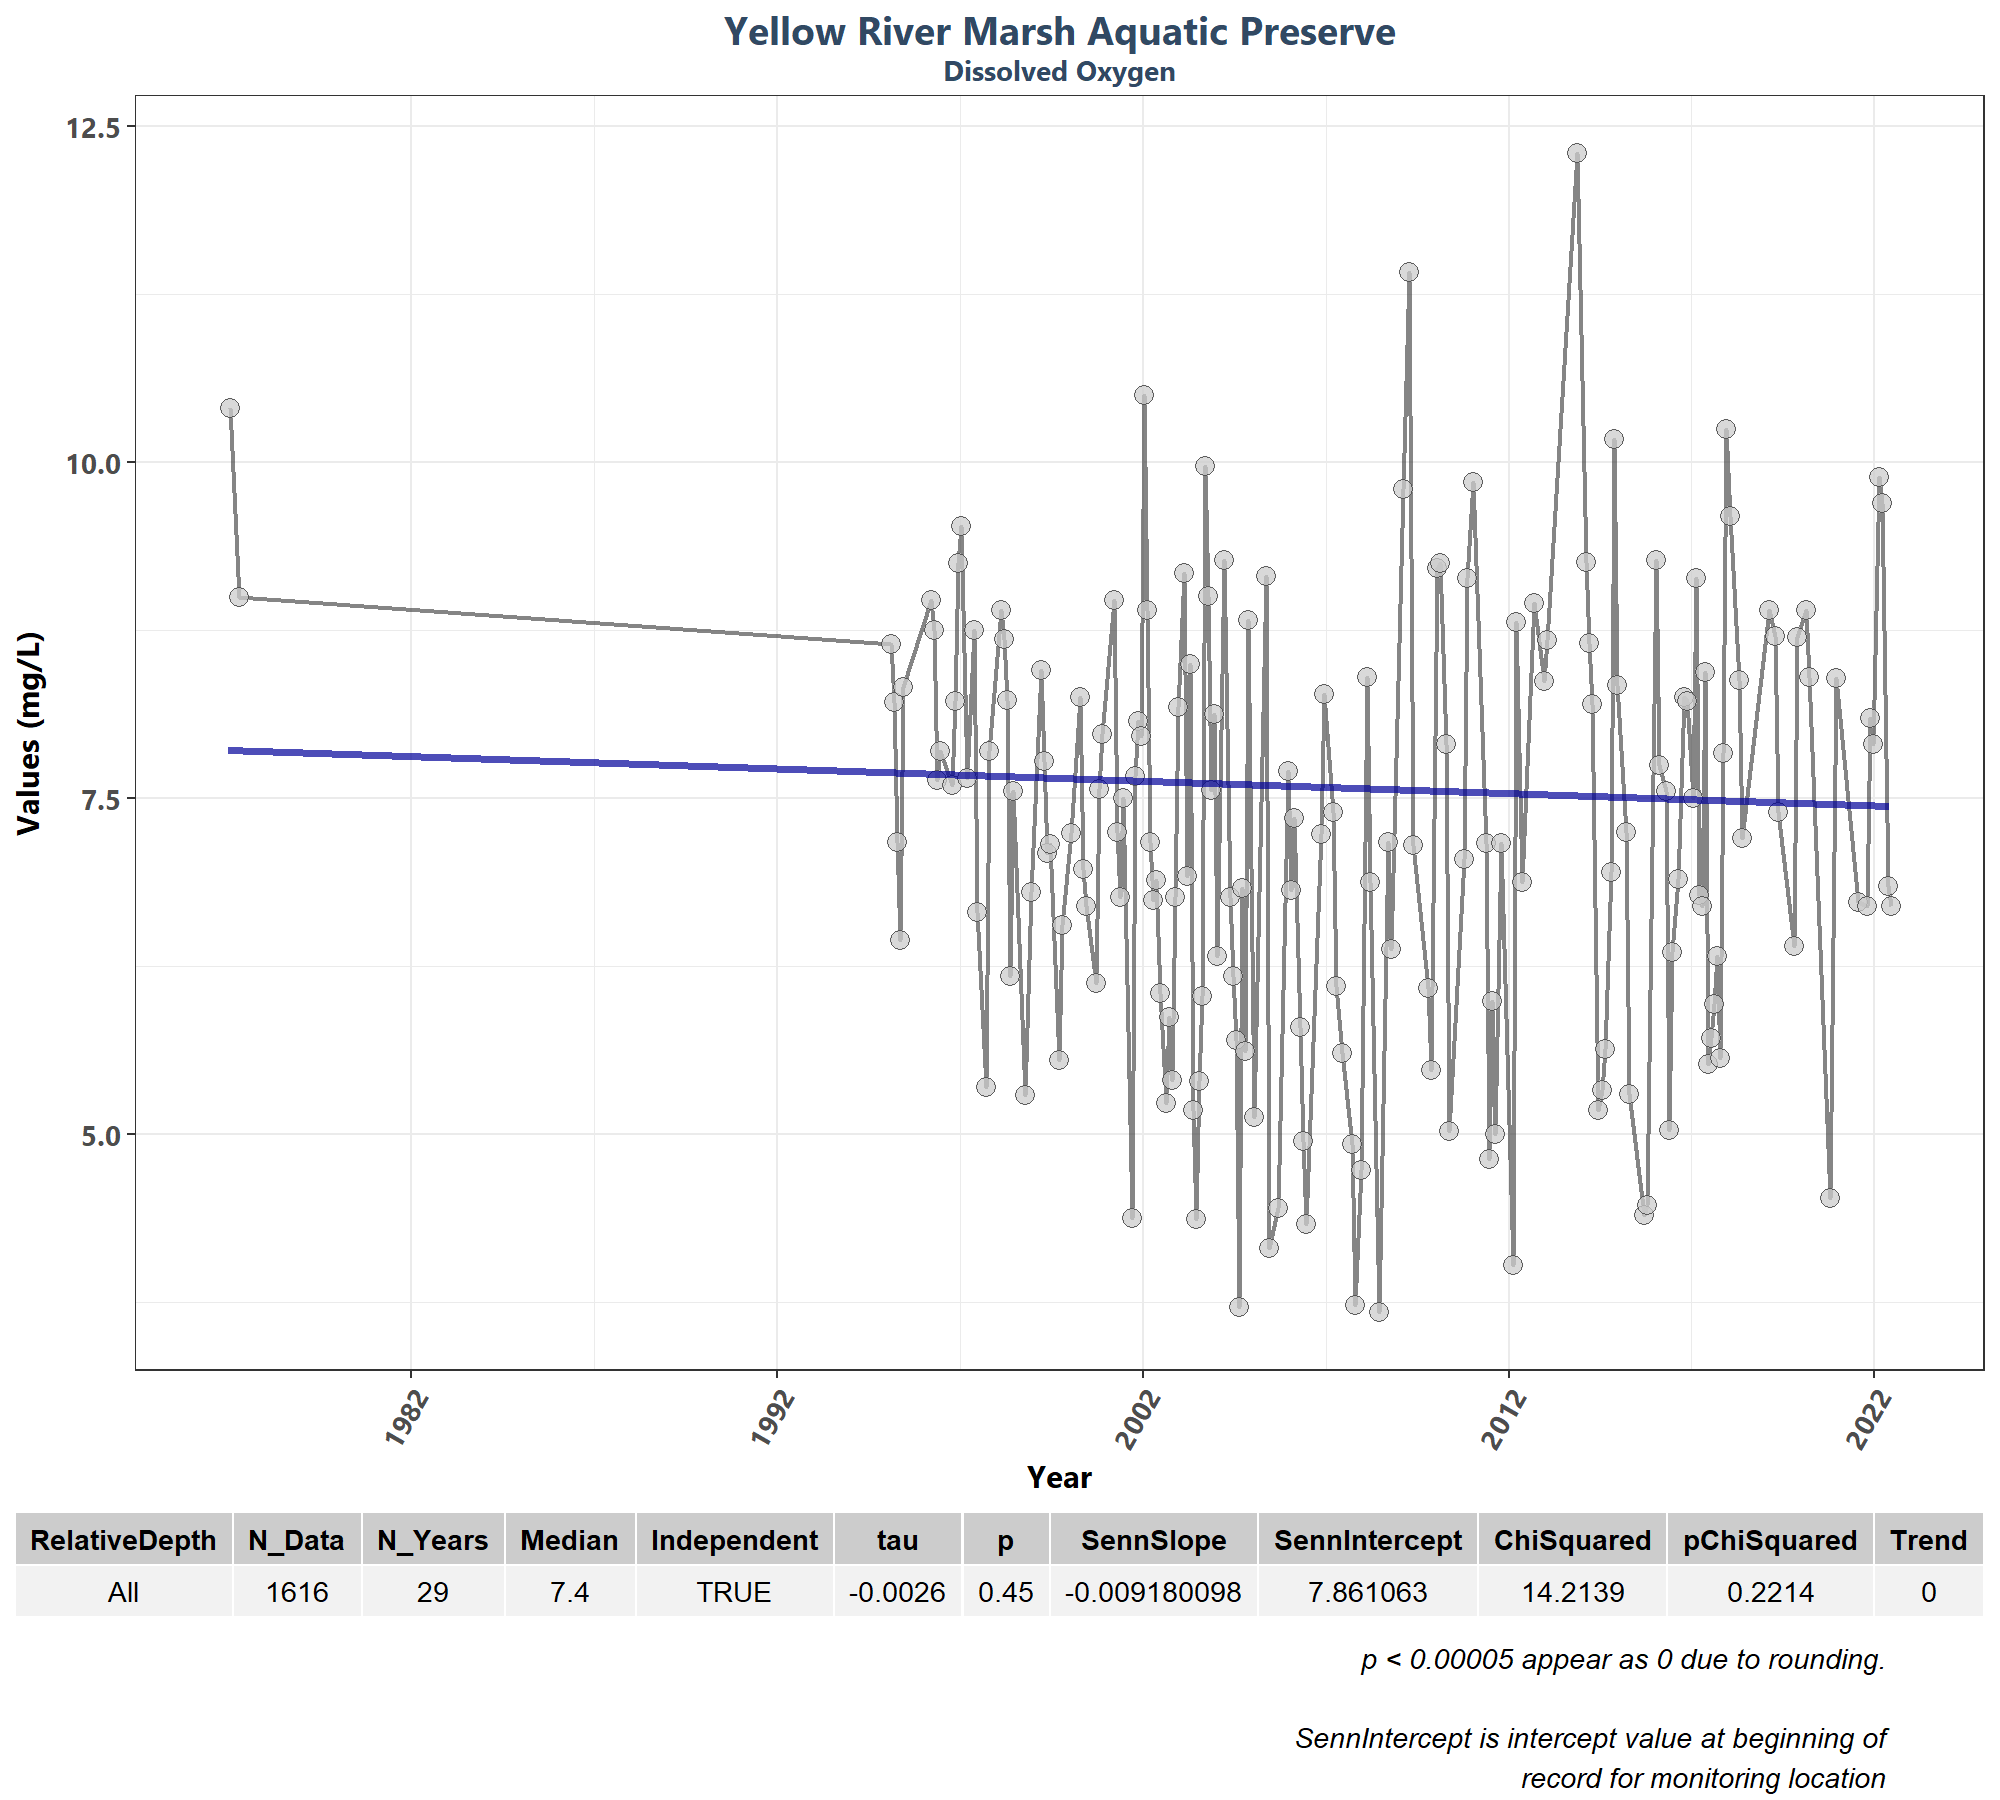 Yellow River Marsh Aquatic Preserve
Dissolved Oxygen
12.5
10.0
7.5
5.0
Values (mg/L)
1982
1992
2002
2012
2022
Year
RelativeDepth N_Data N_Years Median Independent tau p SennSlope SennIntercept ChiSquared pChiSquared Trend
All 1616 29 7.4 TRUE -0.0026 0.45 -0.009180098 7.861063 14.2139 0.2214 0
p < 0.00005 appear as 0 due to rounding.
SennIntercept is intercept value at beginning of
record for monitoring location